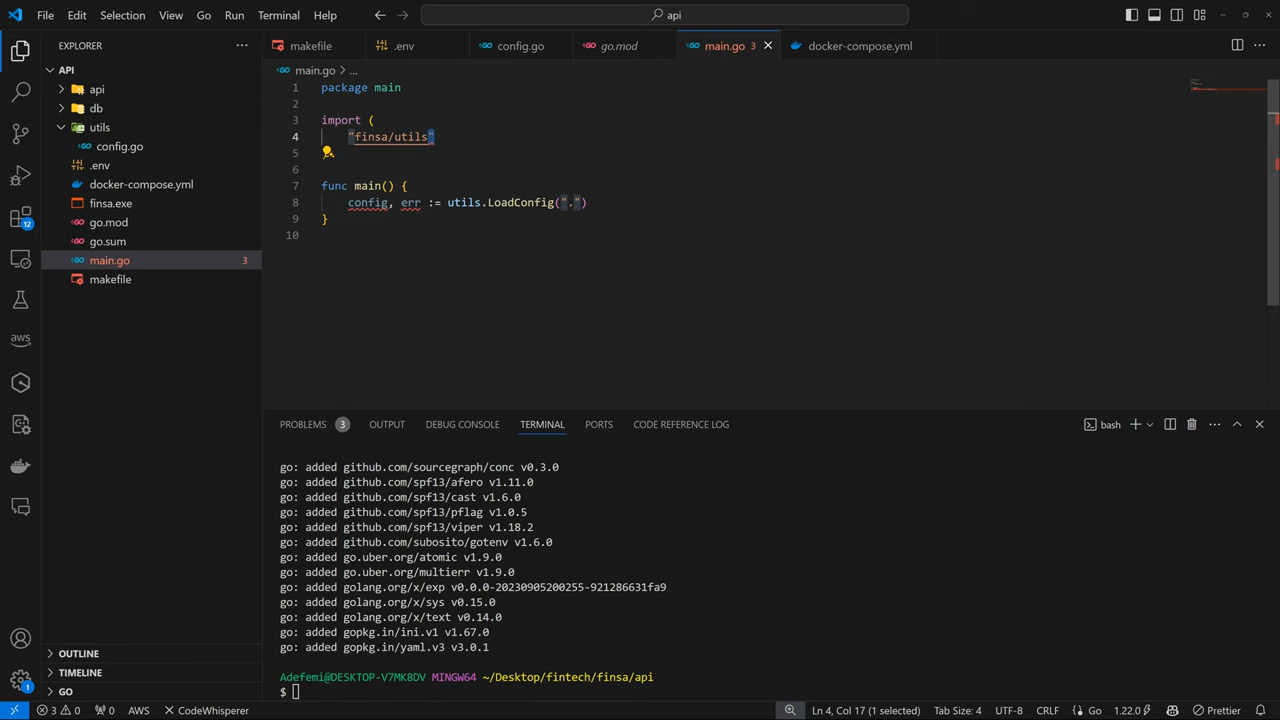 File Edit Selection View Go Run Terminal Help
api
EXPLORER
makefile
.env
config.go
go.mod
main.go 3
docker-compose.yml
main.go > ...
API
api
db
utils
config.go
.env
docker-compose.yml
finsa.exe
go.mod
go.sum
main.go 3
makefile
12
aws
1 package main
2
3 import (
4 "finsa/utils"
5
6
7 func main() {
8 config, err := utils.LoadConfig(".")
9 }
10
PROBLEMS 3 OUTPUT DEBUG CONSOLE TERMINAL PORTS CODE REFERENCE LOG
bash
go: added github.com/sourcegraph/conc v0.3.0
go: added github.com/spf13/afero v1.11.0
go: added github.com/spf13/cast v1.6.0
go: added github.com/spf13/pflag v1.0.5
go: added github.com/spf13/viper v1.18.2
go: added github.com/subosito/gotenv v1.6.0
go: added go.uber.org/atomic v1.9.0
go: added go.uber.org/multierr v1.9.0
go: added golang.org/x/exp v0.0.0-20230905200255-921286631fa9
go: added golang.org/x/sys v0.15.0
go: added golang.org/x/text v0.14.0
go: added gopkg.in/ini.v1 v1.67.0
go: added gopkg.in/yaml.v3 v3.0.1
Adefemi@DESKTOP-V7MK8DV MINGW64 ~/Desktop/fintech/finsa/api
$
OUTLINE
TIMELINE
GO
1
3 0 0 AWS CodeWhisperer
Ln 4, Col 17 (1 selected) Tab Size: 4 UTF-8 CRLF Go 1.22.0 Prettier